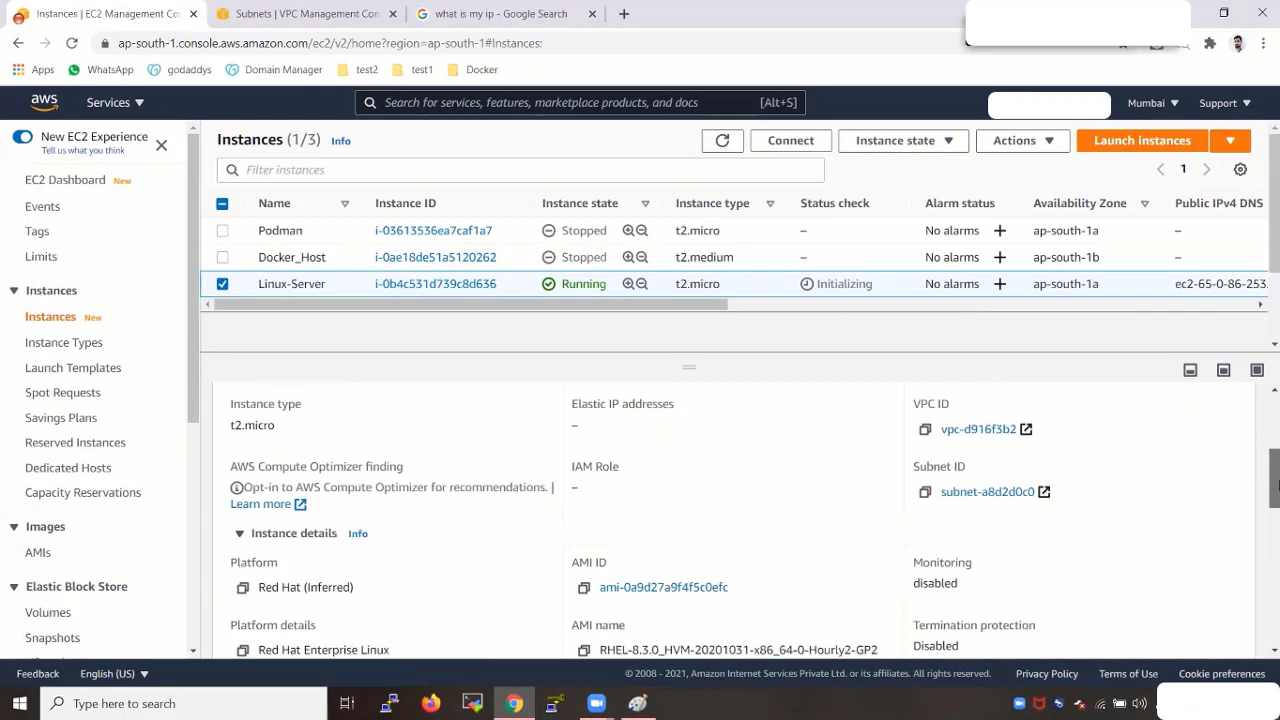 Instances | EC2 Management Con
Subnets | VPC Management Con
what is my ip - Google Search
ap-south-1.console.aws.amazon.com/ec2/v2/home?region=ap-south-1#Instances:
Apps
WhatsApp
godaddys
Domain Manager
test2
test1
Docker
aws
Services
Search for services, features, marketplace products, and docs
[Alt+S]
Mumbai
Support
New EC2 Experience
Tell us what you think
EC2 Dashboard New
Events
Tags
Limits
Instances
Instances New
Instance Types
Launch Templates
Spot Requests
Savings Plans
Reserved Instances
Dedicated Hosts
Capacity Reservations
Images
AMIs
Elastic Block Store
Volumes
Snapshots
Instances (1/3) Info
Connect
Instance state
Actions
Launch instances
Filter instances
1
Name Instance ID Instance state Instance type Status check Alarm status Availability Zone Public IPv4 DNS
Podman i-03613536ea7caf1a7 Stopped t2.micro – No alarms + ap-south-1a –
Docker_Host i-0ae18de51a5120262 Stopped t2.medium – No alarms + ap-south-1b –
Linux-Server i-0b4c531d739c8d636 Running t2.micro Initializing No alarms + ap-south-1a ec2-65-0-86-253.
Instance type
t2.micro
Elastic IP addresses
–
VPC ID
vpc-d916f3b2
AWS Compute Optimizer finding
Opt-in to AWS Compute Optimizer for recommendations. |
Learn more
IAM Role
–
Subnet ID
subnet-a8d2d0c0
Instance details Info
Platform
Red Hat (Inferred)
AMI ID
ami-0a9d27a9f4f5c0efc
Monitoring
disabled
Platform details
Red Hat Enterprise Linux
AMI name
RHEL-8.3.0_HVM-20201031-x86_64-0-Hourly2-GP2
Termination protection
Disabled
Feedback
English (US)
© 2008 - 2021, Amazon Internet Services Private Ltd. or its affiliates. All rights reserved.
Privacy Policy
Terms of Use
Cookie preferences
Type here to search